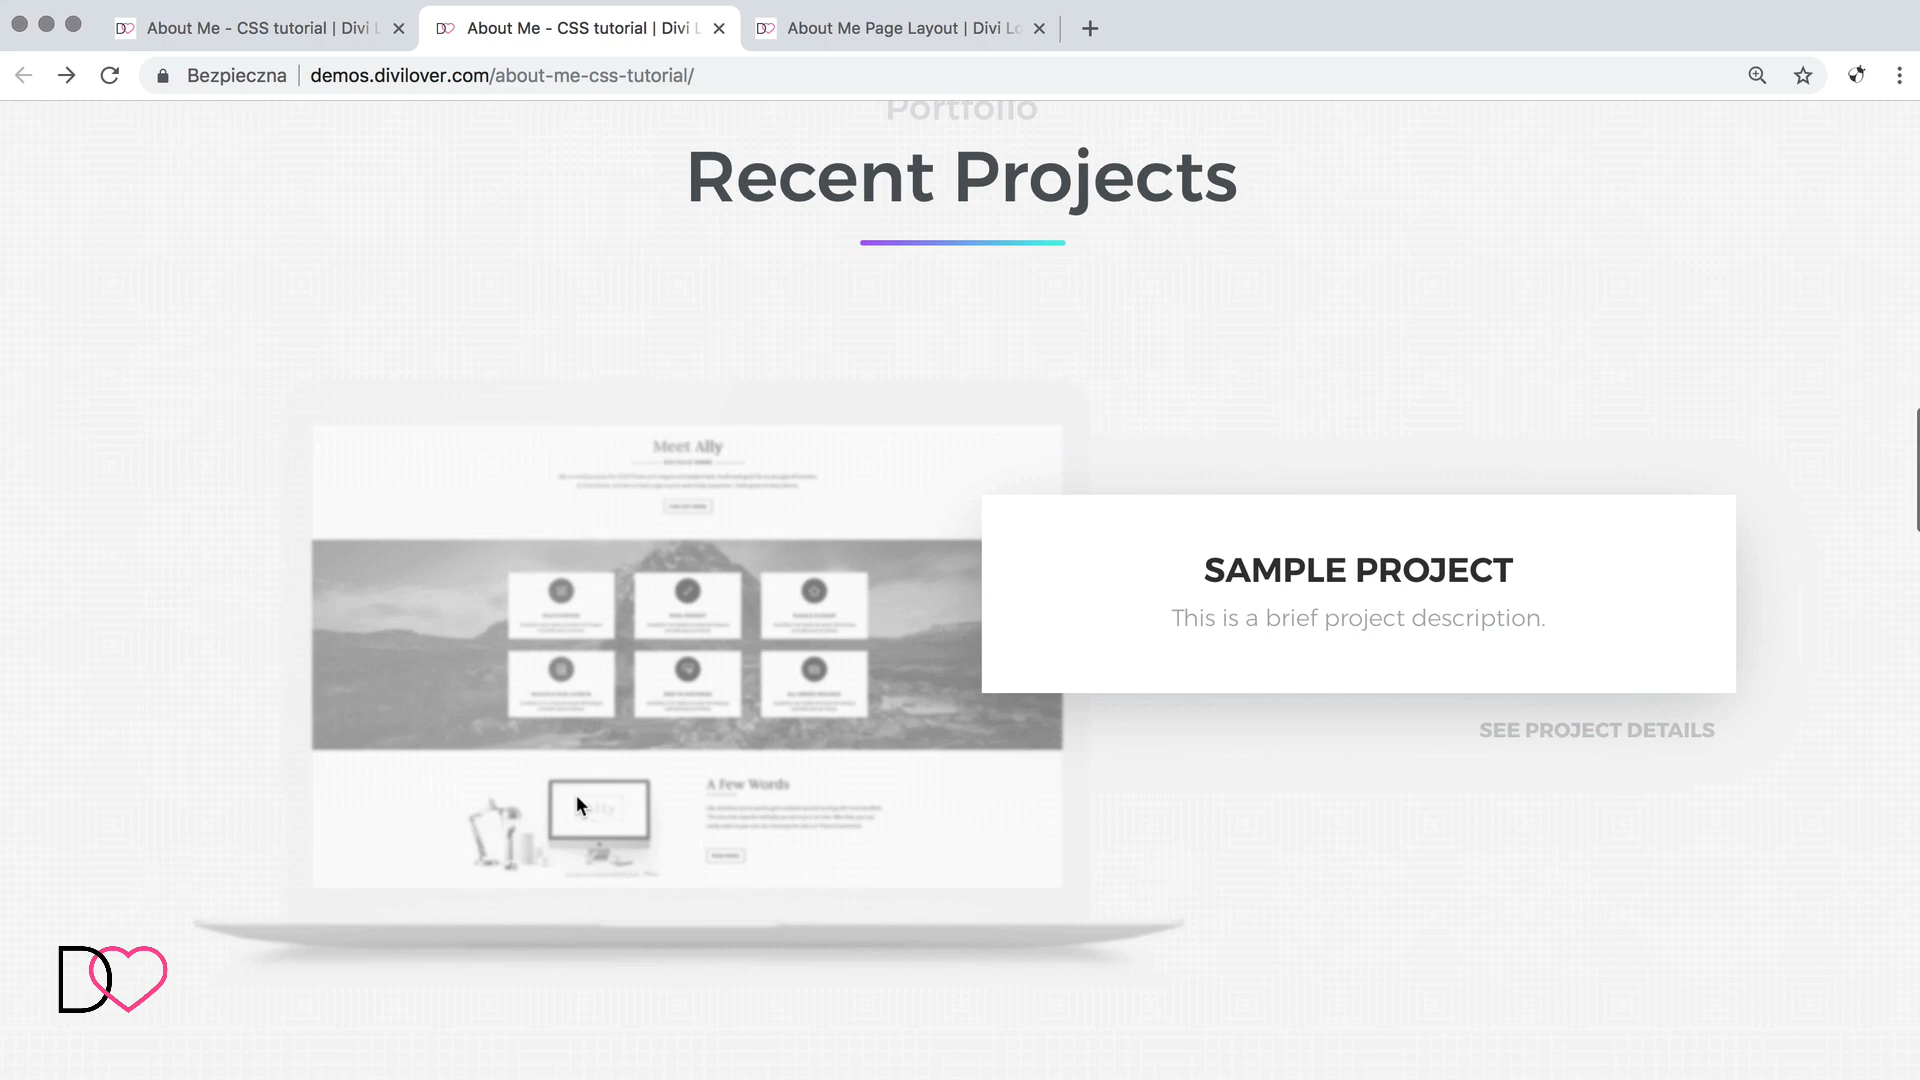 About Me - CSS tutorial | Divi L
About Me - CSS tutorial | Divi L
About Me Page Layout | Divi Lo
Bezpieczna
demos.divilover.com/about-me-css-tutorial/
Portfolio
Recent Projects
Meet Ally
SAMPLE PROJECT
This is a brief project description.
SEE PROJECT DETAILS
A Few Words
D